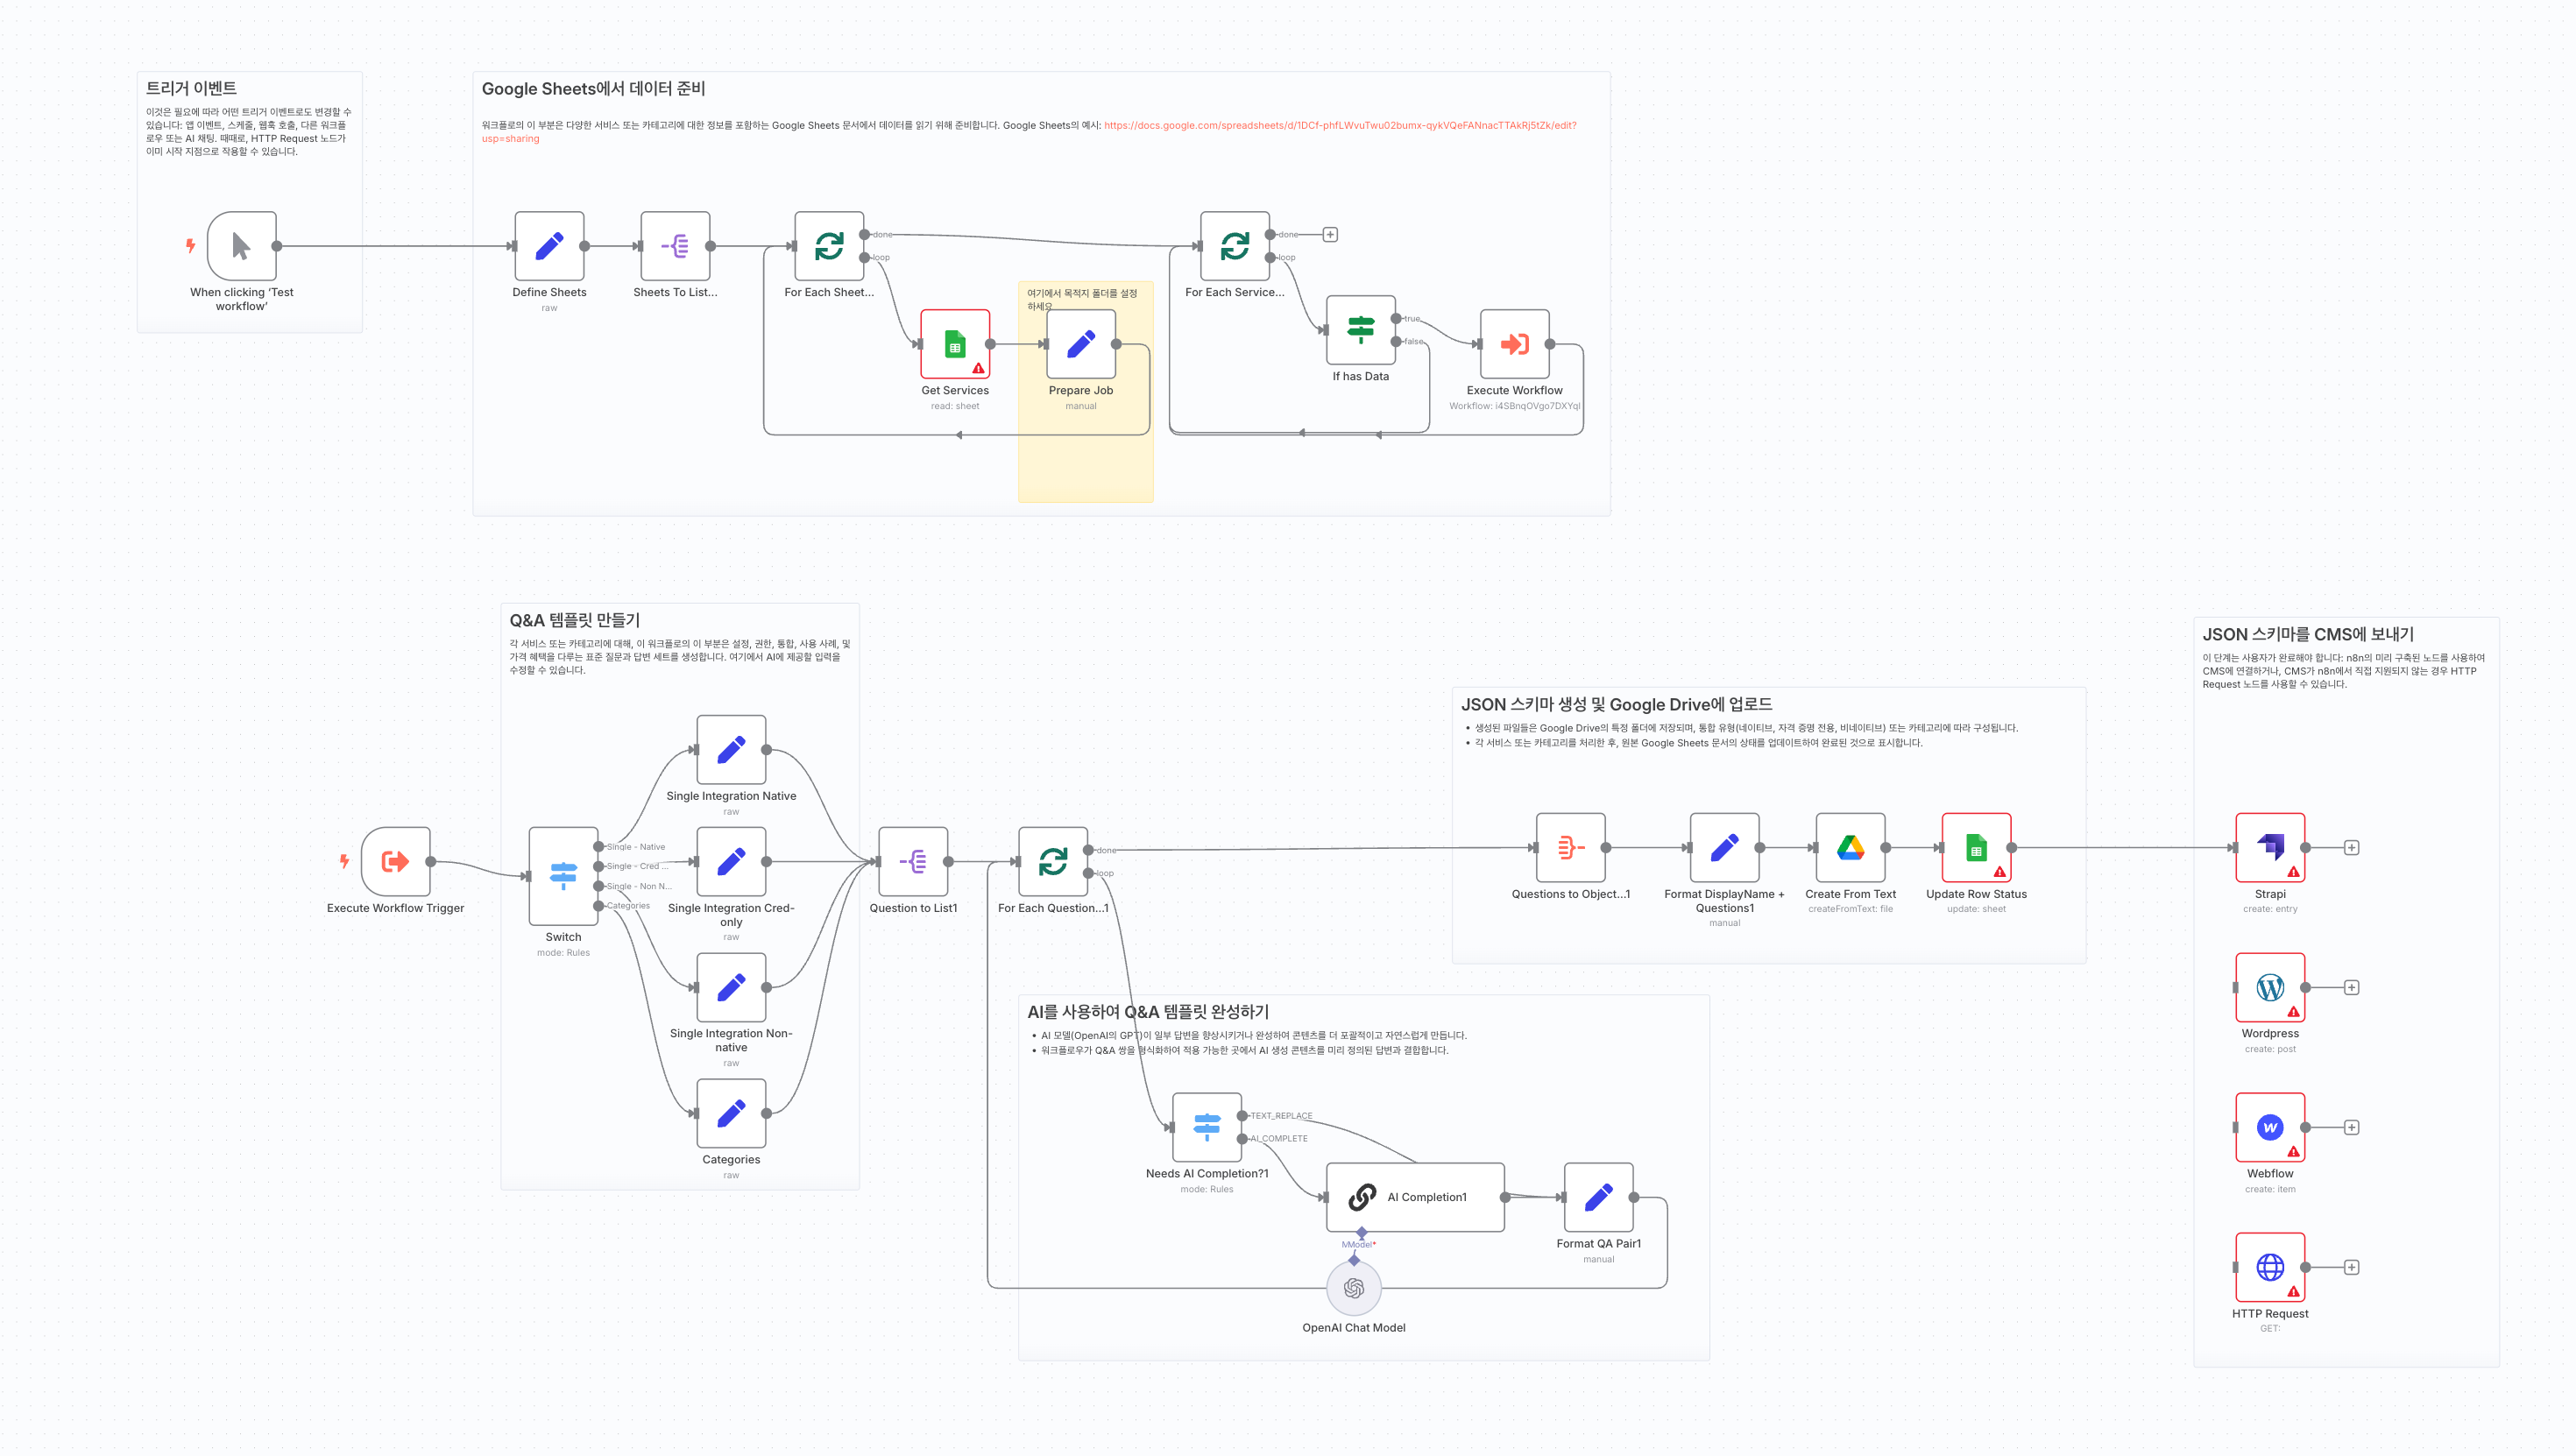 트리거 이벤트
이것은 필요에 따라 어떤 트리거 이벤트로도 변경할 수
있습니다: 앱 이벤트, 스케줄, 웹훅 호출, 다른 워크플
로우 또는 AI 채팅. 때때로, HTTP Request 노드가
이미 시작 지점으로 작용할 수 있습니다.
When clicking ‘Test
workflow’
Google Sheets에서 데이터 준비
워크플로의 이 부분은 다양한 서비스 또는 카테고리에 대한 정보를 포함하는 Google Sheets 문서에서 데이터를 읽기 위해 준비합니다. Google Sheets의 예시: https://docs.google.com/spreadsheets/d/1DCf-phfLWvuTwu02bumx-qykVQeFANnacTTAkRj5tZk/edit?
usp=sharing
Define Sheets
raw
Sheets To List...
For Each Sheet...
done
loop
Get Services
read: sheet
여기에서 목적지 폴더를 설정
하세요
Prepare Job
manual
For Each Service...
done
loop
If has Data
true
false
Execute Workflow
Workflow: i4SBnqOVgo7DXYqI
Q&A 템플릿 만들기
각 서비스 또는 카테고리에 대해, 이 워크플로의 이 부분은 설정, 권한, 통합, 사용 사례, 및
가격 혜택을 다루는 표준 질문과 답변 세트를 생성합니다. 여기에서 AI에 제공할 입력을
수정할 수 있습니다.
Execute Workflow Trigger
Switch
mode: Rules
Single - Native
Single - Cred ...
Single - Non N...
Categories
Single Integration Native
raw
Single Integration Cred-
only
raw
Single Integration Non-
native
raw
Categories
raw
Question to List1
For Each Question...1
done
loop
JSON 스키마 생성 및 Google Drive에 업로드
• 생성된 파일들은 Google Drive의 특정 폴더에 저장되며, 통합 유형(네이티브, 자격 증명 전용, 비네이티브) 또는 카테고리에 따라 구성됩니다.
• 각 서비스 또는 카테고리를 처리한 후, 원본 Google Sheets 문서의 상태를 업데이트하여 완료된 것으로 표시합니다.
Questions to Object...1
Format DisplayName +
Questions1
manual
Create From Text
createFromText: file
Update Row Status
update: sheet
AI를 사용하여 Q&A 템플릿 완성하기
• AI 모델(OpenAI의 GPT)이 일부 답변을 향상시키거나 완성하여 콘텐츠를 더 포괄적이고 자연스럽게 만듭니다.
• 워크플로우가 Q&A 쌍을 형식화하여 적용 가능한 곳에서 AI 생성 콘텐츠를 미리 정의된 답변과 결합합니다.
Needs AI Completion?1
mode: Rules
TEXT_REPLACE
AI_COMPLETE
AI Completion1
Model*
OpenAI Chat Model
Format QA Pair1
manual
JSON 스키마를 CMS에 보내기
이 단계는 사용자가 완료해야 합니다: n8n의 미리 구축된 노드를 사용하여
CMS에 연결하거나, CMS가 n8n에서 직접 지원되지 않는 경우 HTTP
Request 노드를 사용할 수 있습니다.
Strapi
create: entry
Wordpress
create: post
Webflow
create: item
HTTP Request
GET: